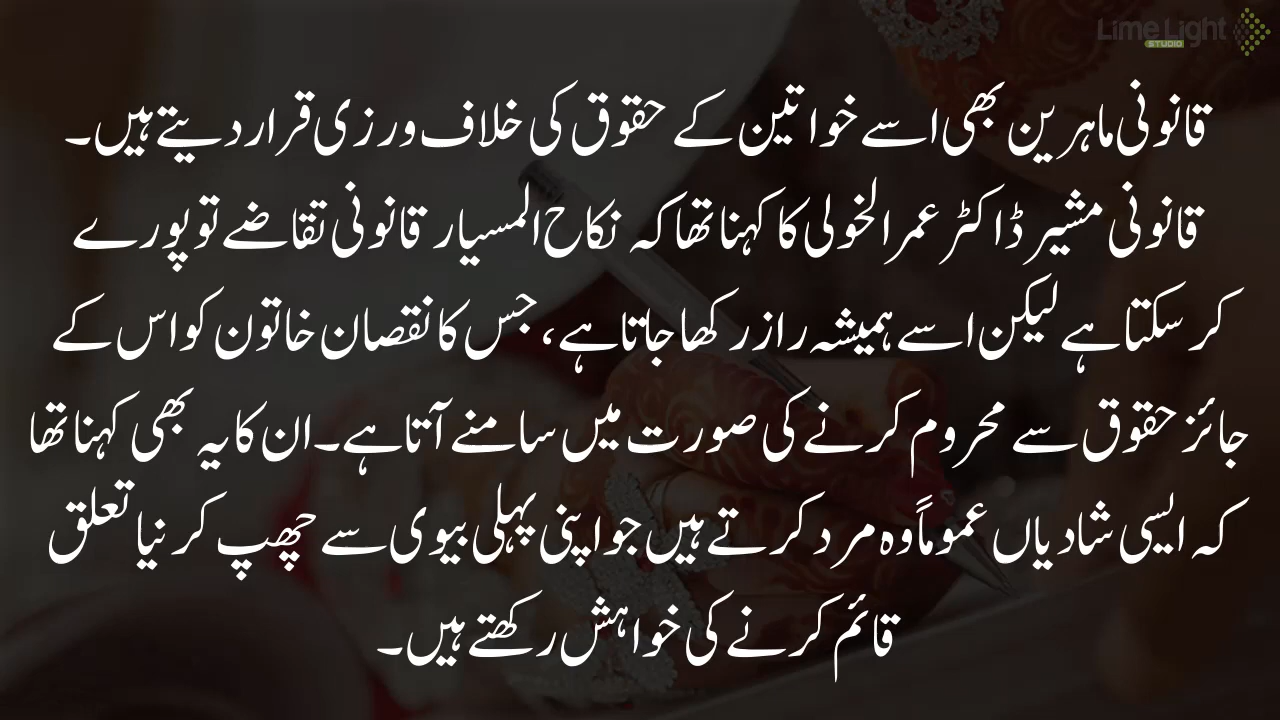 Lime Light
STUDIO
قانونی ماہرین بھی اسے خواتین کے حقوق کی خلاف ورزی قرار دیتے ہیں۔
قانونی مشیر ڈاکٹر عمر الخولی کا کہنا تھا کہ نکاح المسیار قانونی تقاضے تو پورے
کر سکتا ہے لیکن اسے ہمیشہ راز رکھا جاتا ہے، جس کا نقصان خاتون کو اس کے
جائز حقوق سے محروم کرنے کی صورت میں سامنے آتا ہے۔ ان کا یہ بھی کہنا تھا
کہ ایسی شادیاں عموماً وہ مرد کرتے ہیں جو اپنی پہلی بیوی سے چھپ کر نیا تعلق
قائم کرنے کی خواہش رکھتے ہیں۔